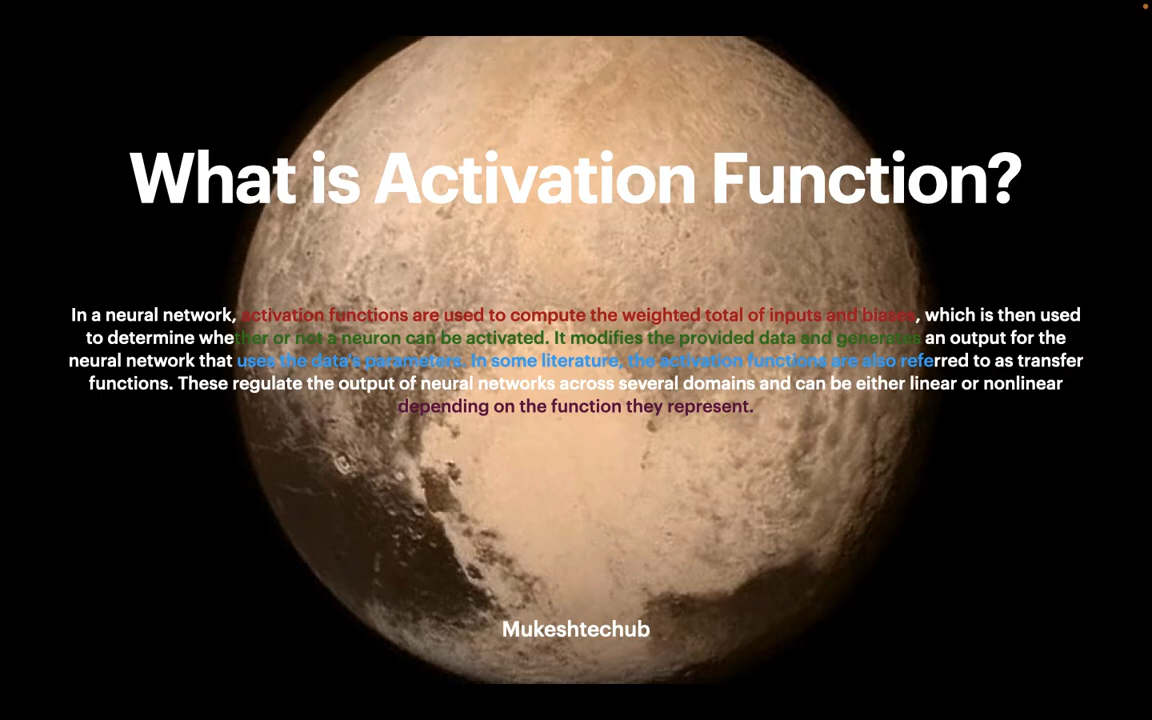 What is Activation Function?
In a neural network, activation functions are used to compute the weighted total of inputs and biases, which is then used
to determine whether or not a neuron can be activated. It modifies the provided data and generates an output for the
neural network that uses the data's parameters. In some literature, the activation functions are also referred to as transfer
functions. These regulate the output of neural networks across several domains and can be either linear or nonlinear
depending on the function they represent.
Mukeshtechub